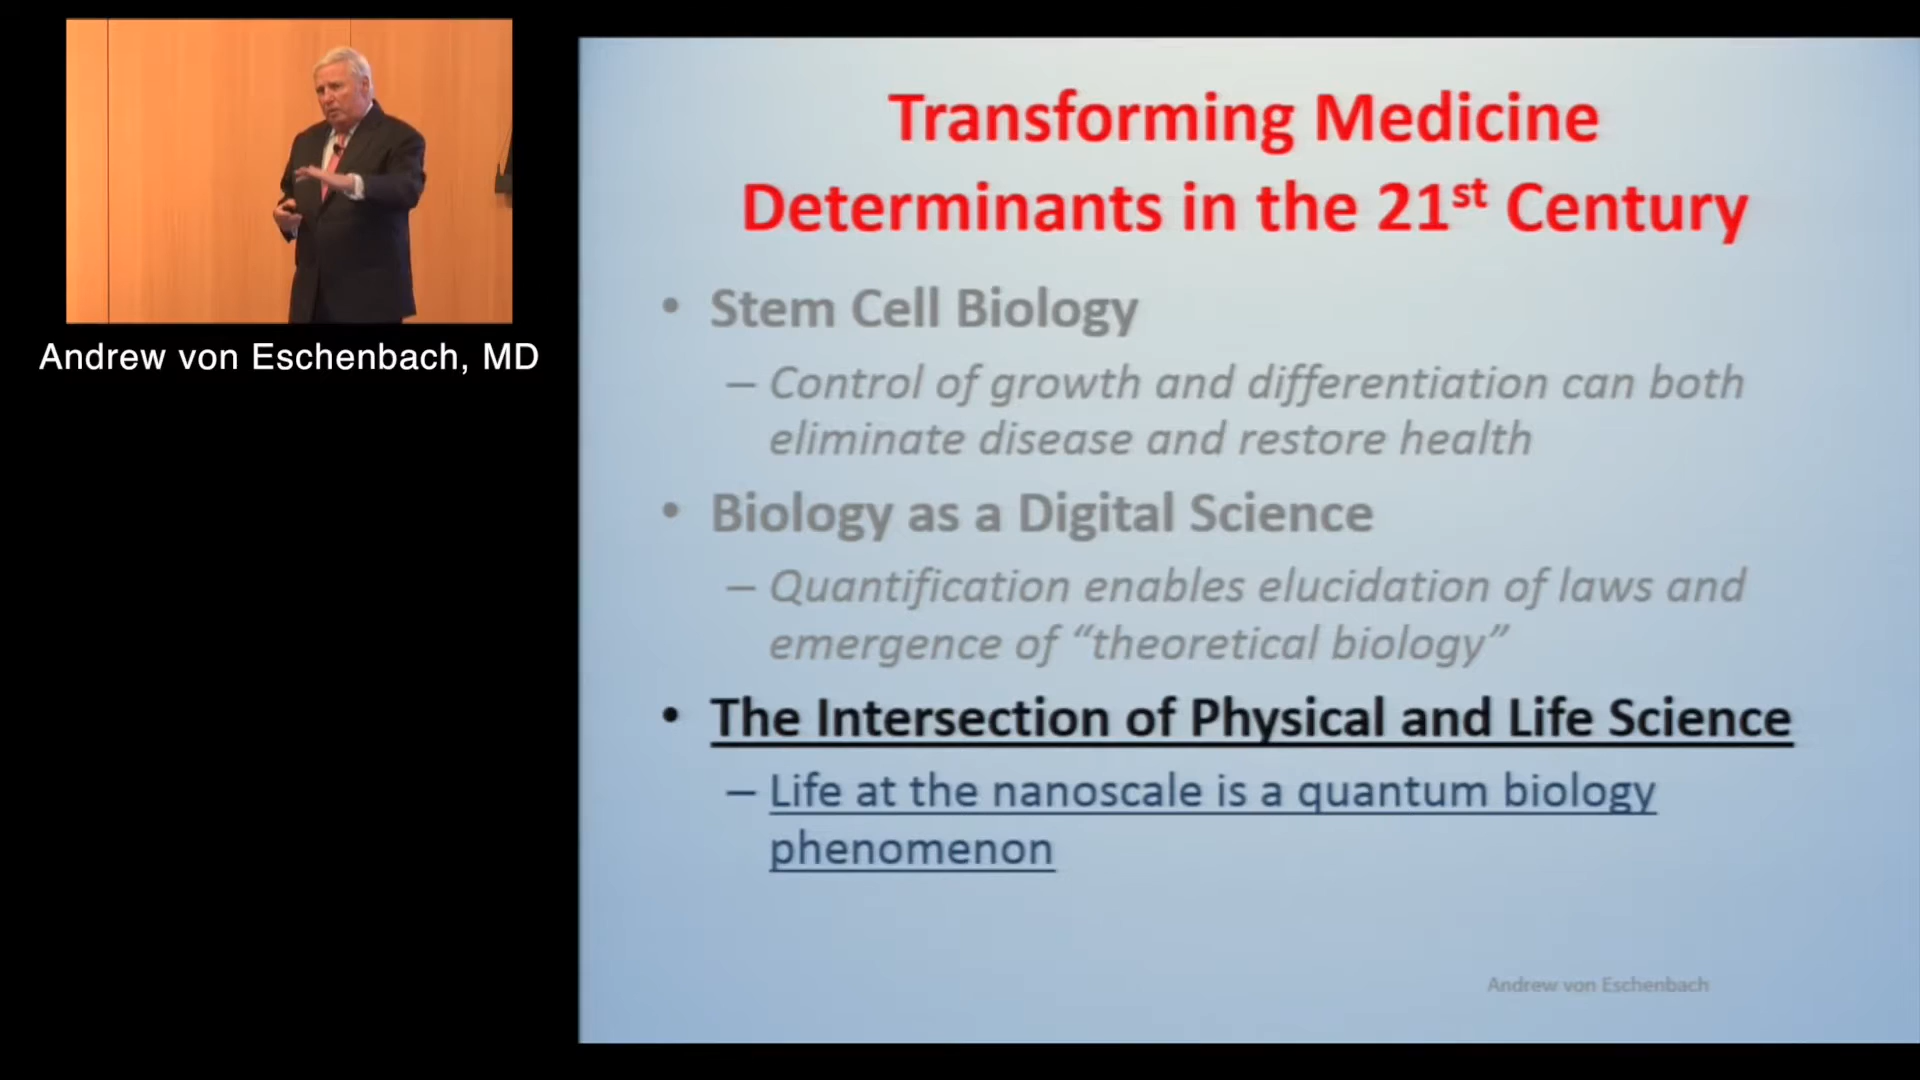 Andrew von Eschenbach, MD
Transforming Medicine
Determinants in the 21st Century
• Stem Cell Biology
– Control of growth and differentiation can both
eliminate disease and restore health
• Biology as a Digital Science
– Quantification enables elucidation of laws and
emergence of “theoretical biology”
• The Intersection of Physical and Life Science
– Life at the nanoscale is a quantum biology
phenomenon
Andrew von Eschenbach